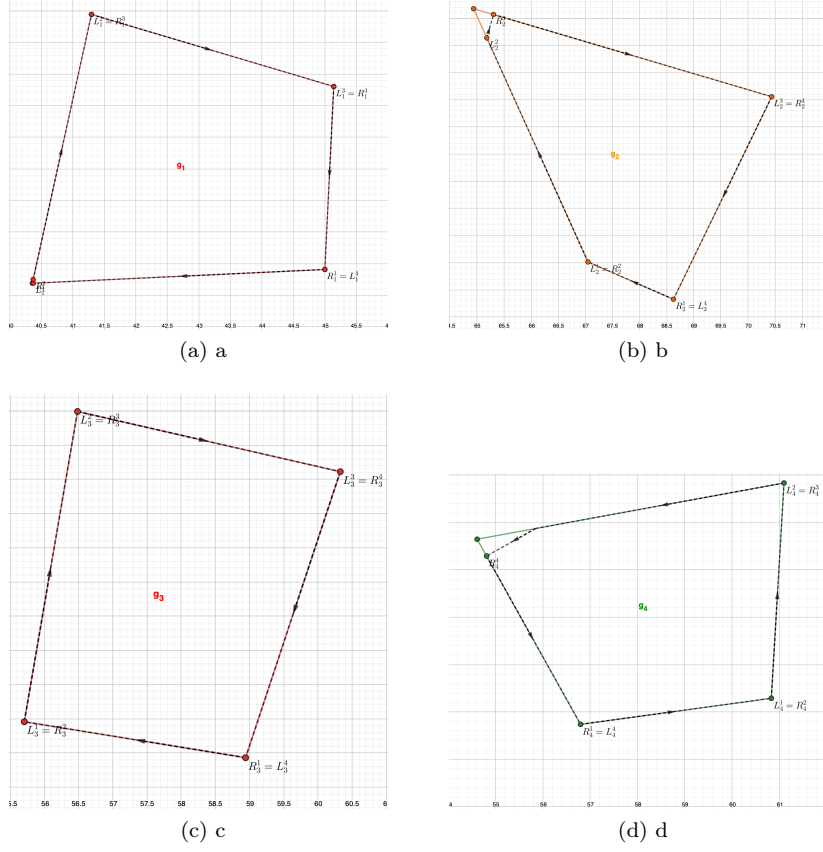 L₁² = R₁³
L₁³ = R₁⁴
g₁
R₁¹ = L₁⁴
L₁¹
40.5 41 41.5 42 42.5 43 43.5 44 44.5 45 45.5
(a) a
L₂²
L₂³ = R₂⁴
g₂
L₂¹ = R₂²
R₂¹ = L₂⁴
65 65.5 66 66.5 67 67.5 68 68.5 69 69.5 70 70.5 71
(b) b
L₃² = R₃³
L₃³ = R₃⁴
g₃
L₃¹ = R₃²
R₃¹ = L₃⁴
56 56.5 57 57.5 58 58.5 59 59.5 60 60.5
(c) c
L₄² = R₄³
R₄⁴
g₄
L₄¹ = R₄²
R₄¹ = L₄⁴
55 56 57 58 59 60 61
(d) d